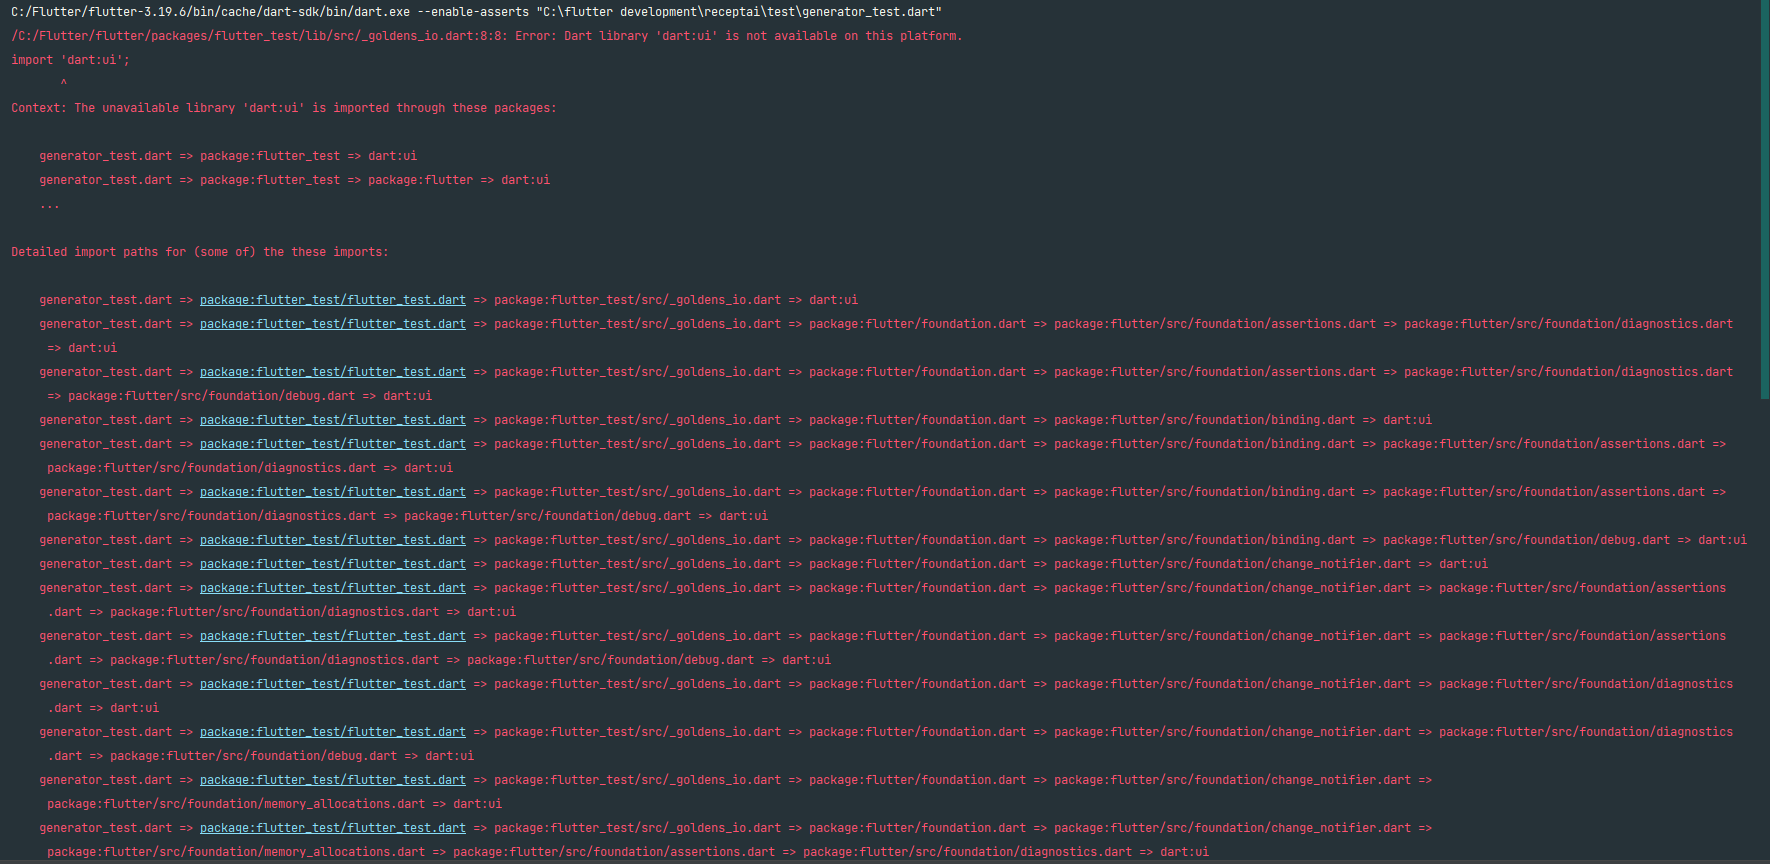 C:/Flutter/flutter-3.19.6/bin/cache/dart-sdk/bin/dart.exe --enable-asserts "C:\flutter development\receptai\test\generator_test.dart"
/C:/Flutter/flutter/packages/flutter_test/lib/src/_goldens_io.dart:8:8: Error: Dart library 'dart:ui' is not available on this platform.
import 'dart:ui';
       ^
Context: The unavailable library 'dart:ui' is imported through these packages:

    generator_test.dart => package:flutter_test => dart:ui
    generator_test.dart => package:flutter_test => package:flutter => dart:ui
    ...

Detailed import paths for (some of) the these imports:

    generator_test.dart => package:flutter_test/flutter_test.dart => package:flutter_test/src/_goldens_io.dart => dart:ui
    generator_test.dart => package:flutter_test/flutter_test.dart => package:flutter_test/src/_goldens_io.dart => package:flutter/foundation.dart => package:flutter/src/foundation/assertions.dart => package:flutter/src/foundation/diagnostics.dart
     => dart:ui
    generator_test.dart => package:flutter_test/flutter_test.dart => package:flutter_test/src/_goldens_io.dart => package:flutter/foundation.dart => package:flutter/src/foundation/assertions.dart => package:flutter/src/foundation/diagnostics.dart
     => package:flutter/src/foundation/debug.dart => dart:ui
    generator_test.dart => package:flutter_test/flutter_test.dart => package:flutter_test/src/_goldens_io.dart => package:flutter/foundation.dart => package:flutter/src/foundation/binding.dart => dart:ui
    generator_test.dart => package:flutter_test/flutter_test.dart => package:flutter_test/src/_goldens_io.dart => package:flutter/foundation.dart => package:flutter/src/foundation/binding.dart => package:flutter/src/foundation/assertions.dart =>
     package:flutter/src/foundation/diagnostics.dart => dart:ui
    generator_test.dart => package:flutter_test/flutter_test.dart => package:flutter_test/src/_goldens_io.dart => package:flutter/foundation.dart => package:flutter/src/foundation/binding.dart => package:flutter/src/foundation/assertions.dart =>
     package:flutter/src/foundation/diagnostics.dart => package:flutter/src/foundation/debug.dart => dart:ui
    generator_test.dart => package:flutter_test/flutter_test.dart => package:flutter_test/src/_goldens_io.dart => package:flutter/foundation.dart => package:flutter/src/foundation/binding.dart => package:flutter/src/foundation/debug.dart => dart:ui
    generator_test.dart => package:flutter_test/flutter_test.dart => package:flutter_test/src/_goldens_io.dart => package:flutter/foundation.dart => package:flutter/src/foundation/change_notifier.dart => dart:ui
    generator_test.dart => package:flutter_test/flutter_test.dart => package:flutter_test/src/_goldens_io.dart => package:flutter/foundation.dart => package:flutter/src/foundation/change_notifier.dart => package:flutter/src/foundation/assertions
     .dart => package:flutter/src/foundation/diagnostics.dart => dart:ui
    generator_test.dart => package:flutter_test/flutter_test.dart => package:flutter_test/src/_goldens_io.dart => package:flutter/foundation.dart => package:flutter/src/foundation/change_notifier.dart => package:flutter/src/foundation/assertions
     .dart => package:flutter/src/foundation/diagnostics.dart => package:flutter/src/foundation/debug.dart => dart:ui
    generator_test.dart => package:flutter_test/flutter_test.dart => package:flutter_test/src/_goldens_io.dart => package:flutter/foundation.dart => package:flutter/src/foundation/change_notifier.dart => package:flutter/src/foundation/diagnostics
     .dart => dart:ui
    generator_test.dart => package:flutter_test/flutter_test.dart => package:flutter_test/src/_goldens_io.dart => package:flutter/foundation.dart => package:flutter/src/foundation/change_notifier.dart => package:flutter/src/foundation/diagnostics
     .dart => package:flutter/src/foundation/debug.dart => dart:ui
    generator_test.dart => package:flutter_test/flutter_test.dart => package:flutter_test/src/_goldens_io.dart => package:flutter/foundation.dart => package:flutter/src/foundation/change_notifier.dart =>
     package:flutter/src/foundation/memory_allocations.dart => dart:ui
    generator_test.dart => package:flutter_test/flutter_test.dart => package:flutter_test/src/_goldens_io.dart => package:flutter/foundation.dart => package:flutter/src/foundation/change_notifier.dart =>
     package:flutter/src/foundation/memory_allocations.dart => package:flutter/src/foundation/assertions.dart => package:flutter/src/foundation/diagnostics.dart => dart:ui